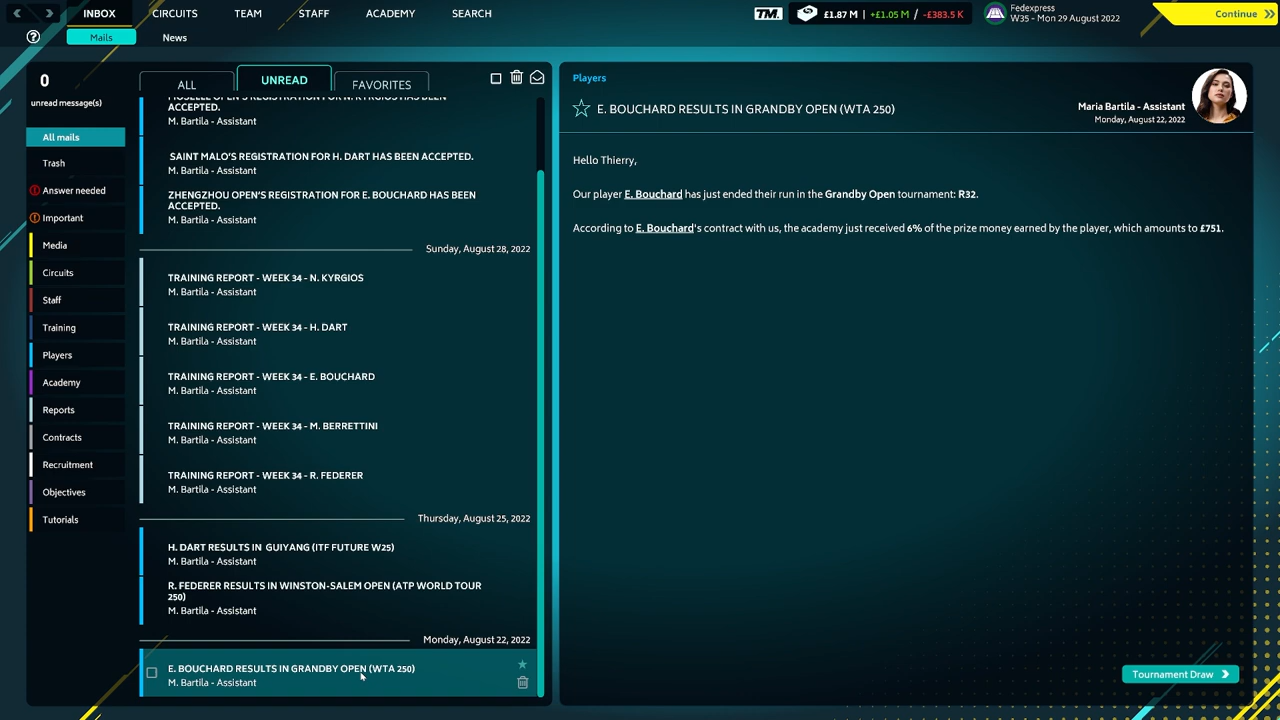 INBOX
CIRCUITS
TEAM
STAFF
ACADEMY
SEARCH
TM.
£1.87 M | +£1.05 M / -£383.5 K
Fedexpress
W35 - Mon 29 August 2022
Continue
Mails
News
0
unread message(s)
All mails
Trash
Answer needed
Important
Media
Circuits
Staff
Training
Players
Academy
Reports
Contracts
Recruitment
Objectives
Tutorials
ALL
UNREAD
FAVORITES
ACCEPTED.
M. Bartila - Assistant
SAINT MALO'S REGISTRATION FOR H. DART HAS BEEN ACCEPTED.
M. Bartila - Assistant
ZHENGZHOU OPEN'S REGISTRATION FOR E. BOUCHARD HAS BEEN
ACCEPTED.
M. Bartila - Assistant
Sunday, August 28, 2022
TRAINING REPORT - WEEK 34 - N. KYRGIOS
M. Bartila - Assistant
TRAINING REPORT - WEEK 34 - H. DART
M. Bartila - Assistant
TRAINING REPORT - WEEK 34 - E. BOUCHARD
M. Bartila - Assistant
TRAINING REPORT - WEEK 34 - M. BERRETTINI
M. Bartila - Assistant
TRAINING REPORT - WEEK 34 - R. FEDERER
M. Bartila - Assistant
Thursday, August 25, 2022
H. DART RESULTS IN GUIYANG (ITF FUTURE W25)
M. Bartila - Assistant
R. FEDERER RESULTS IN WINSTON-SALEM OPEN (ATP WORLD TOUR
250)
M. Bartila - Assistant
Monday, August 22, 2022
E. BOUCHARD RESULTS IN GRANDBY OPEN (WTA 250)
M. Bartila - Assistant
Players
E. BOUCHARD RESULTS IN GRANDBY OPEN (WTA 250)
Maria Bartila - Assistant
Monday, August 22, 2022
Hello Thierry,
Our player E. Bouchard has just ended their run in the Grandby Open tournament: R32.
According to E. Bouchard's contract with us, the academy just received 6% of the prize money earned by the player, which amounts to £751.
Tournament Draw